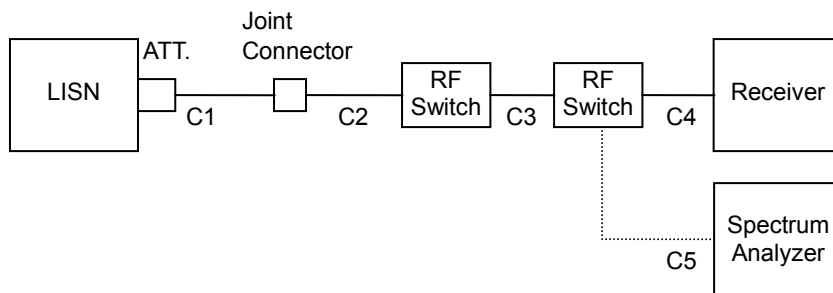 Joint
Connector
ATT.
LISN
RF
Switch
RF
Switch
Receiver
C1
C2
C3
C4
Spectrum
Analyzer
C5